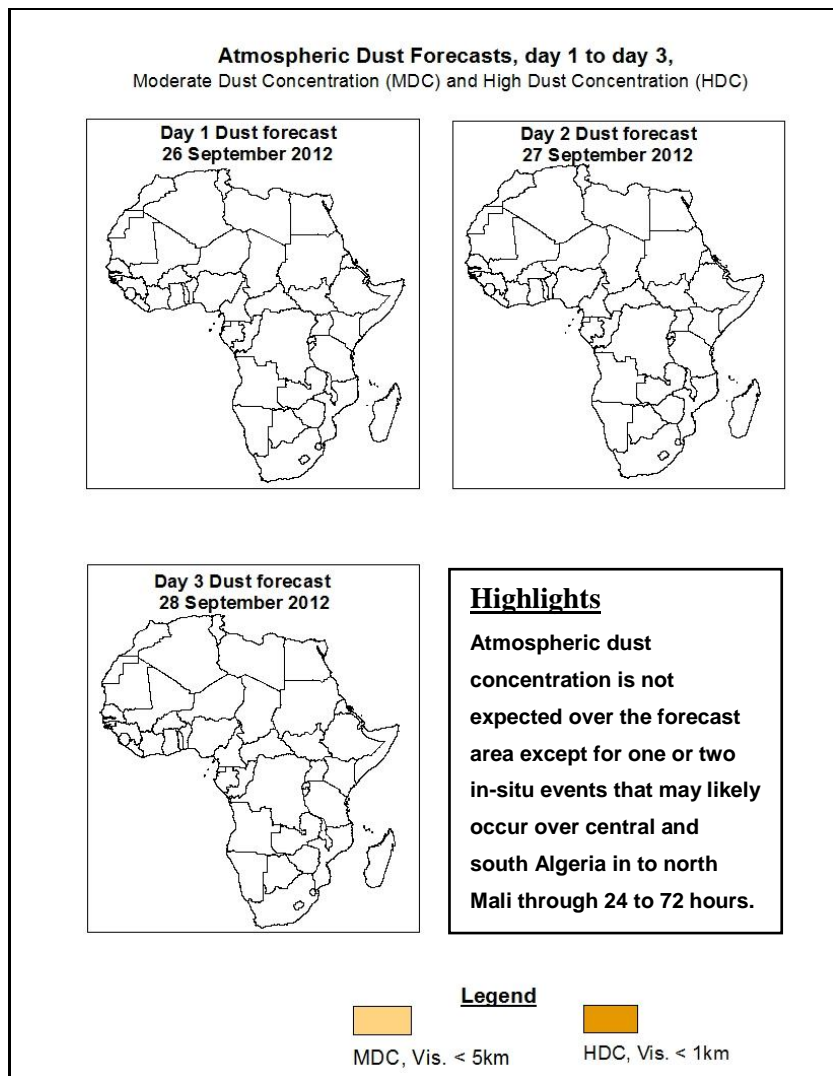 Atmospheric Dust Forecasts, day 1 to day 3,
Moderate Dust Concentration (MDC) and High Dust Concentration (HDC)
Day 1 Dust forecast
26 September 2012
Day 2 Dust forecast
27 September 2012
Day 3 Dust forecast
28 September 2012
Highlights
Atmospheric dust
concentration is not
expected over the forecast
area except for one or two
in-situ events that may likely
occur over central and
south Algeria in to north
Mali through 24 to 72 hours.
Legend
MDC, Vis. < 5km
HDC, Vis. < 1km